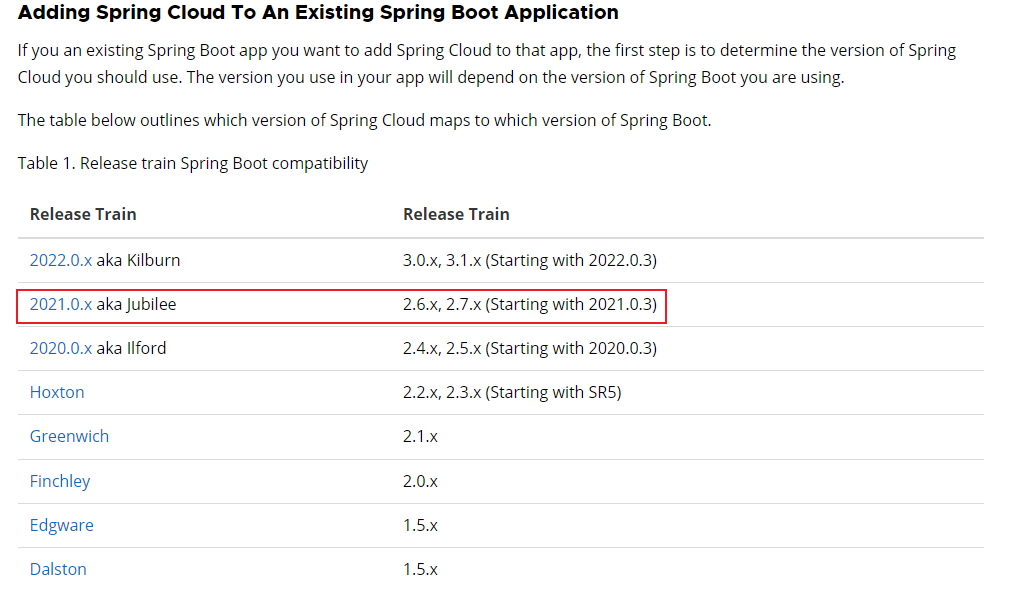 Adding Spring Cloud To An Existing Spring Boot Application
If you an existing Spring Boot app you want to add Spring Cloud to that app, the first step is to determine the version of Spring
Cloud you should use. The version you use in your app will depend on the version of Spring Boot you are using.
The table below outlines which version of Spring Cloud maps to which version of Spring Boot.
Table 1. Release train Spring Boot compatibility
Release Train Release Train
2022.0.x aka Kilburn 3.0.x, 3.1.x (Starting with 2022.0.3)
2021.0.x aka Jubilee 2.6.x, 2.7.x (Starting with 2021.0.3)
2020.0.x aka Ilford 2.4.x, 2.5.x (Starting with 2020.0.3)
Hoxton 2.2.x, 2.3.x (Starting with SR5)
Greenwich 2.1.x
Finchley 2.0.x
Edgware 1.5.x
Dalston 1.5.x